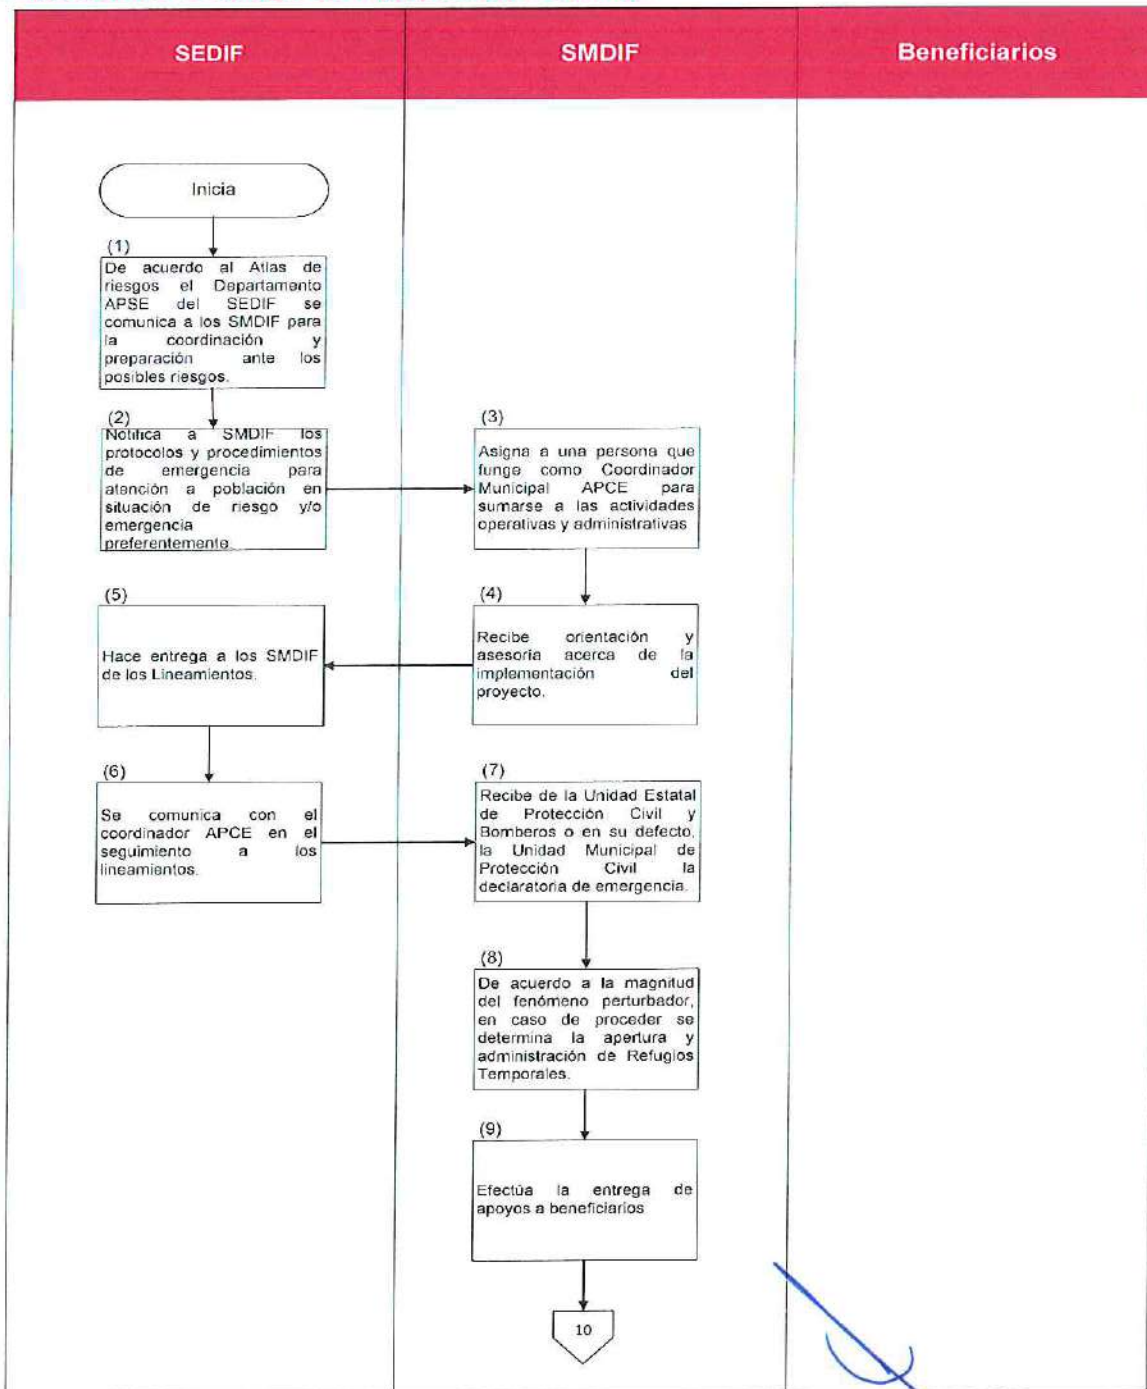 SEDIF
SMDIF
Beneficiarios
Inicia
(1)
De acuerdo al Atlas de
riesgos el Departamento
APSE del SEDIF se
comunica a los SMDIF para
la coordinación y
preparación ante los
posibles riesgos.
(2)
Notifica a SMDIF los
protocolos y procedimientos
de emergencia para
atención a población en
situación de riesgo y/o
emergencia
preferentemente
(3)
Asigna a una persona que
funge como Coordinador
Municipal APCE para
sumarse a las actividades
operativas y administrativas
(4)
Recibe orientación y
asesoría acerca de la
implementación del
proyecto.
(5)
Hace entrega a los SMDIF
de los Lineamientos.
(6)
Se comunica con el
coordinador APCE en el
seguimiento a los
lineamientos.
(7)
Recibe de la Unidad Estatal
de Protección Civil y
Bomberos o en su defecto,
la Unidad Municipal de
Protección Civil la
declaratoria de emergencia.
(8)
De acuerdo a la magnitud
del fenómeno perturbador,
en caso de proceder se
determina la apertura y
administración de Refugios
Temporales.
(9)
Efectúa la entrega de
apoyos a beneficiarios
10